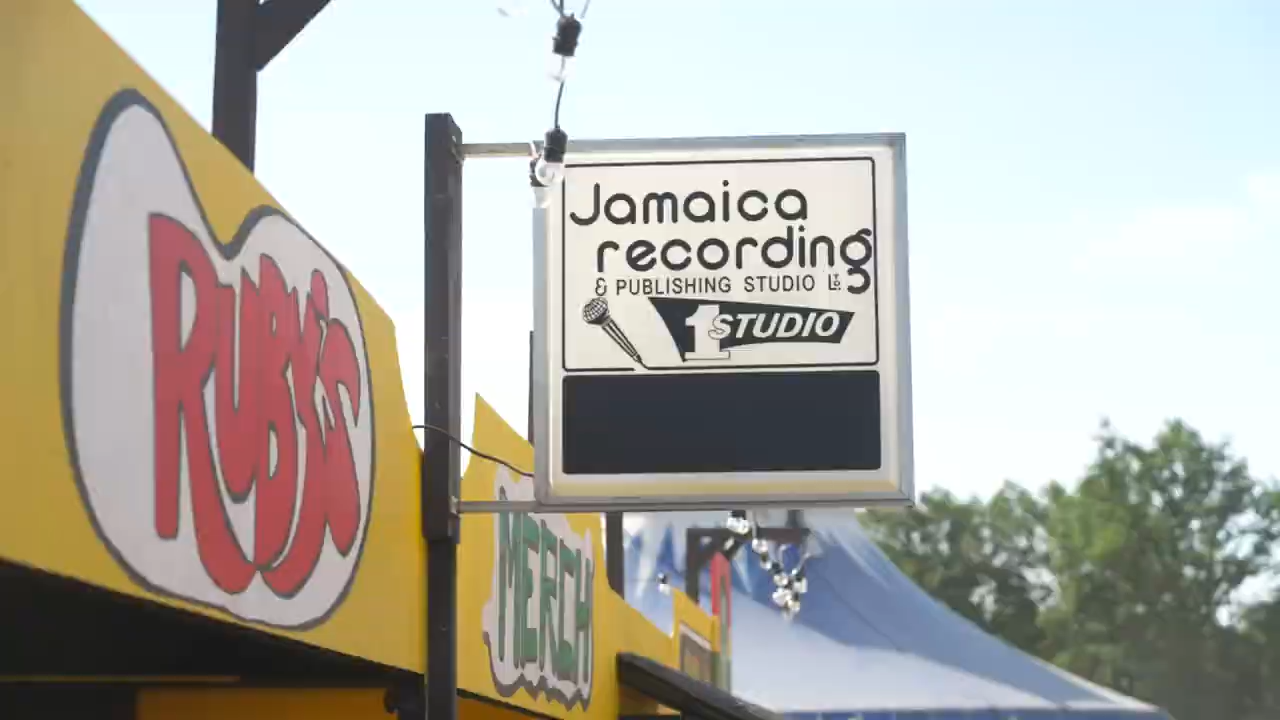 RUBY'S
Jamaica
recording
& PUBLISHING STUDIO LTD.
1 STUDIO
MERCH